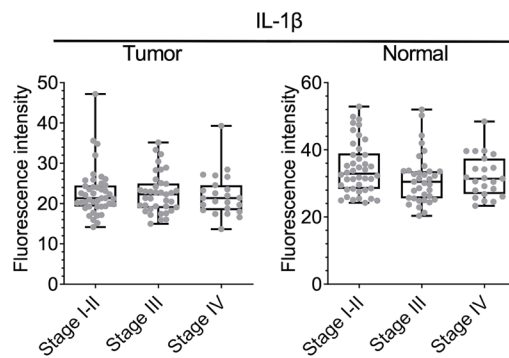 IL-1β
Tumor
Normal
Fluorescence intensity
50
40
30
20
10
0
Stage I-II
Stage III
Stage IV
Fluorescence intensity
60
40
20
0
Stage I-II
Stage III
Stage IV